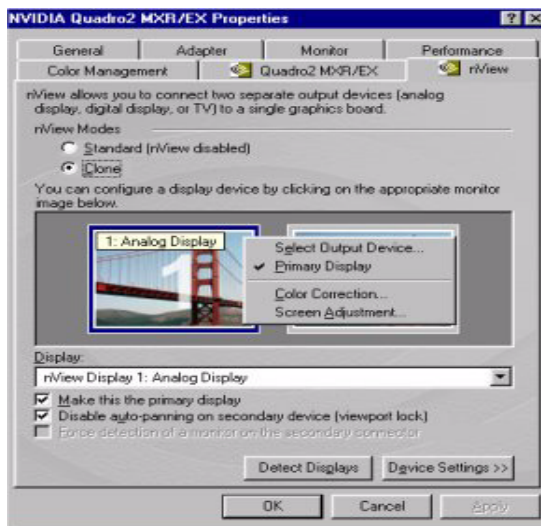 NVIDIA Quadro2 MXR/EX Properties
General Adapter Monitor Performance
Color Management Quadro2 MXR/EX nView
nView allows you to connect two separate output devices (analog
display, digital display, or TV) to a single graphics board.
nView Modes
Standard (nView disabled)
Clone
You can configure a display device by clicking on the appropriate monitor
image below.
1: Analog Display
1
Select Output Device...
Primary Display
Color Correction...
Screen Adjustment...
Display:
nView Display 1: Analog Display
Make this the primary display
Disable auto-panning on secondary device (viewport lock)
Force detection of a monitor on the secondary connector
Detect Displays Device Settings >>
OK Cancel Apply